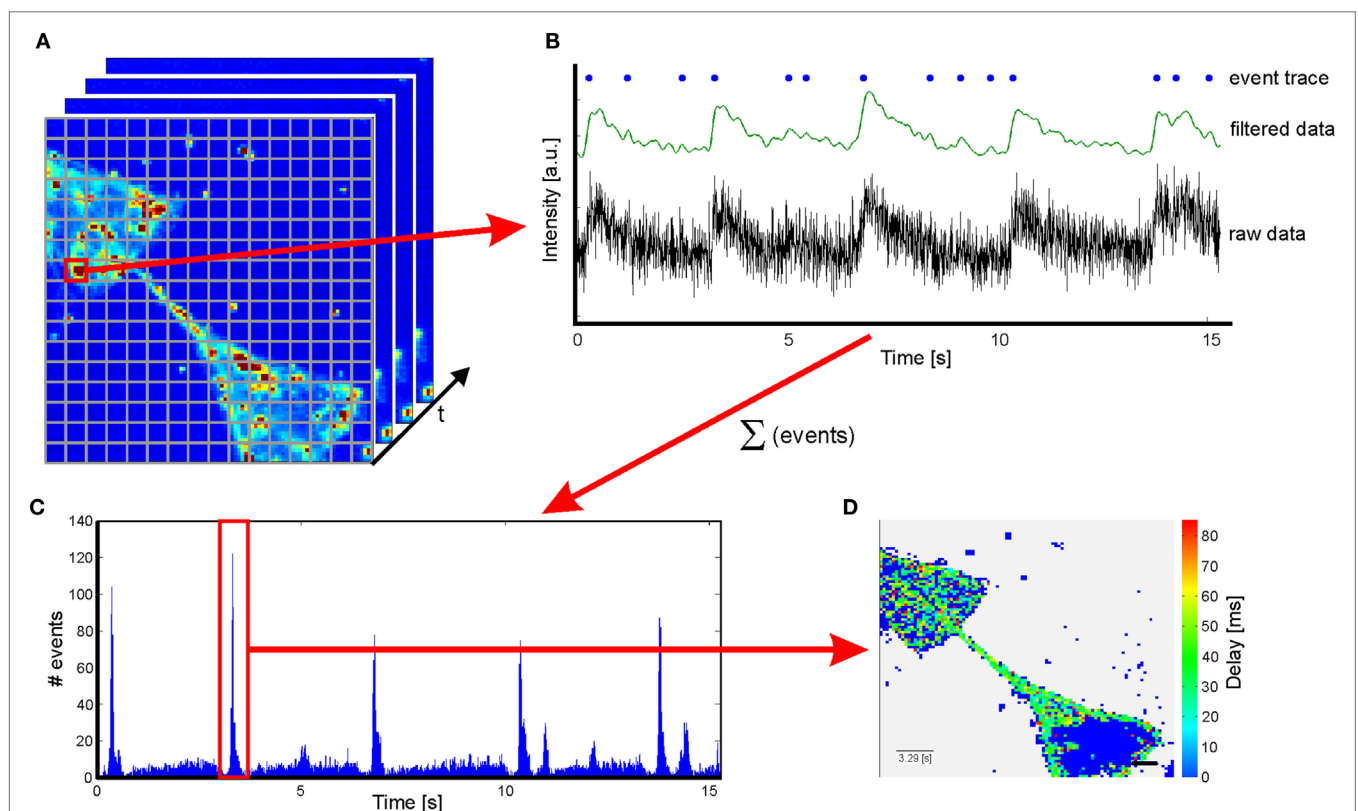 A
t
B
event trace
filtered data
raw data
Intensity [a.u.]
0 5 10 15
Time [s]
∑ (events)
C
# events
140
120
100
80
60
40
20
0
0 5 10 15
Time [s]
D
3.29 [s]
80
70
60
50
40
30
20
10
0
Delay [ms]